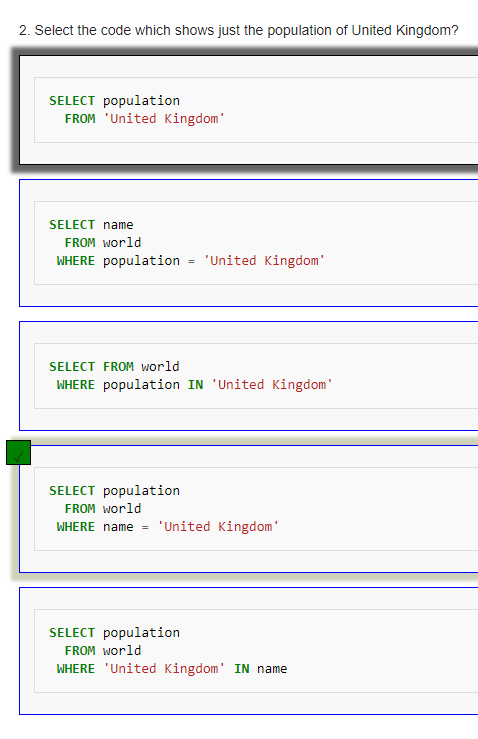 2. Select the code which shows just the population of United Kingdom?
SELECT population
FROM 'United Kingdom'
SELECT name
FROM world
WHERE population = 'United Kingdom'
SELECT FROM world
WHERE population IN 'United Kingdom'
SELECT population
FROM world
WHERE name = 'United Kingdom'
SELECT population
FROM world
WHERE 'United Kingdom' IN name